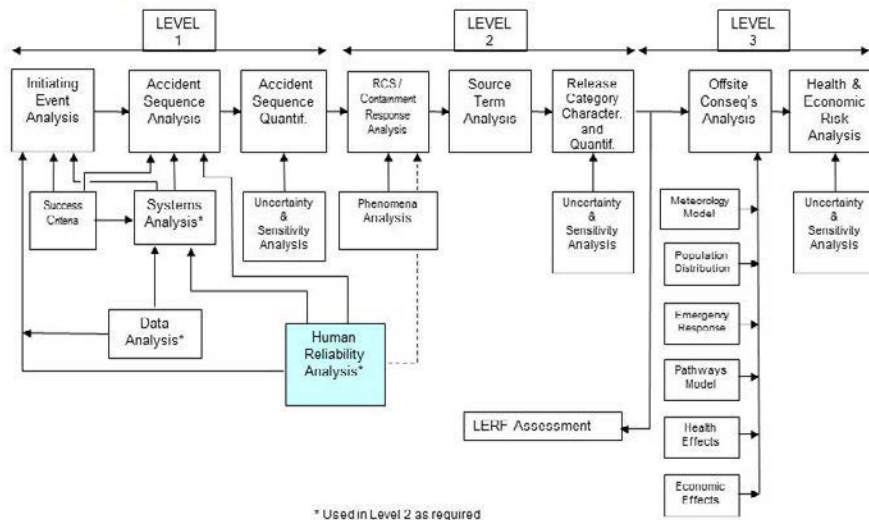 LEVEL
1
LEVEL
2
LEVEL
3
Initiating
Event
Analysis
Accident
Sequence
Analysis
Accident
Sequence
Quantif.
RCS /
Containment
Response
Analysis
Source
Term
Analysis
Release
Category
Character.
and
Quantif.
Offsite
Conseq's
Analysis
Health &
Economic
Risk
Analysis
Success
Criteria
Systems
Analysis*
Uncertainty
&
Sensitivity
Analysis
Phenomena
Analysis
Uncertainty
&
Sensitivity
Analysis
Meteorology
Model
Uncertainty
&
Sensitivity
Analysis
Population
Distribution
Data
Analysis*
Human
Reliability
Analysis*
Emergency
Response
Pathways
Model
LERF Assessment
Health
Effects
Economic
Effects
* Used in Level 2 as required